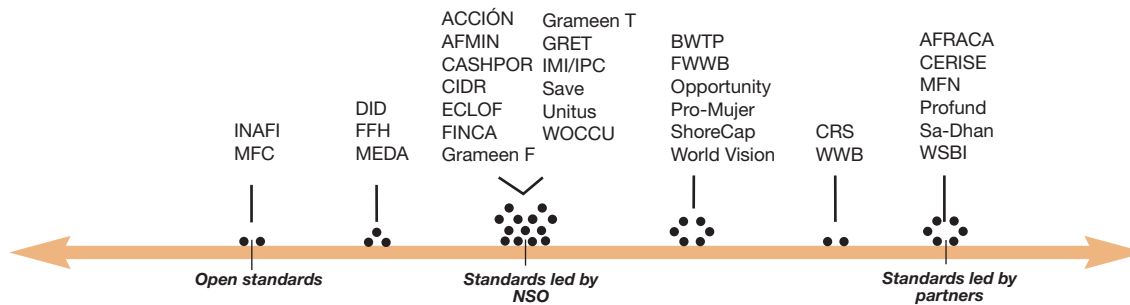 INAFI
MFC
DID
FFH
MEDA
ACCIÓN
AFMIN
CASHPOR
CIDR
ECLOF
FINCA
Grameen F
Grameen T
GRET
IMI/IPC
Save
Unitus
WOCCU
BWTP
FWWB
Opportunity
Pro-Mujer
ShoreCap
World Vision
CRS
WWB
AFRACA
CERISE
MFN
Profund
Sa-Dhan
WSBI
Open standards
Standards led by
NSO
Standards led by
partners